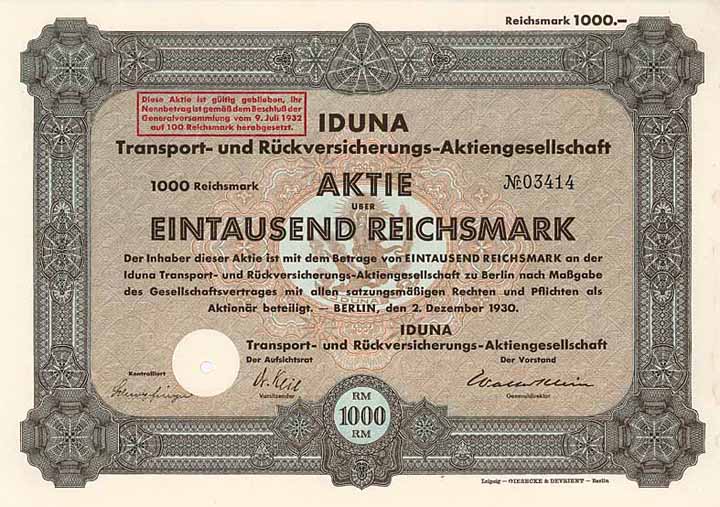 Reichsmark 1000.–
Diese Aktie ist gültig geblieben, ihr
Nennbetrag ist gemäß dem Beschluß der
Generalversammlung vom 9. Juli 1932
auf 100 Reichsmark herabgesetzt.
IDUNA
Transport- und Rückversicherungs-Aktiengesellschaft
1000 Reichsmark
AKTIE
№ 03414
ÜBER
EINTAUSEND REICHSMARK
Der Inhaber dieser Aktie ist mit dem Betrage von EINTAUSEND REICHSMARK an der
Iduna Transport- und Rückversicherungs-Aktiengesellschaft zu Berlin nach Maßgabe
des Gesellschaftsvertrages mit allen satzungsmäßigen Rechten und Pflichten als
IDUNA
Aktionär beteiligt. — BERLIN, den 2. Dezember 1930.
IDUNA
Transport- und Rückversicherungs-Aktiengesellschaft
Der Aufsichtsrat
Der Vorstand
Kontrolliert
Vorsitzender
Generaldirektor
RM
1000
RM
Leipzig — GIESECKE & DEVRIENT — Berlin